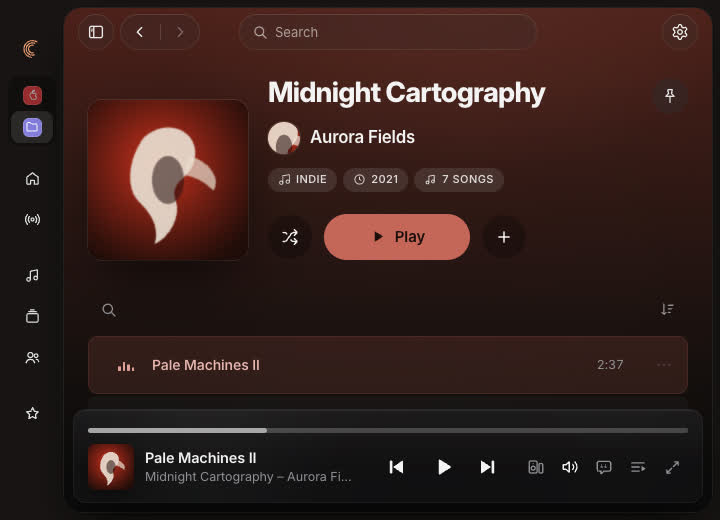 Search
Midnight Cartography
Aurora Fields
INDIE
2021
7 SONGS
Play
Pale Machines II
2:37
Pale Machines II
Midnight Cartography – Aurora Fi...